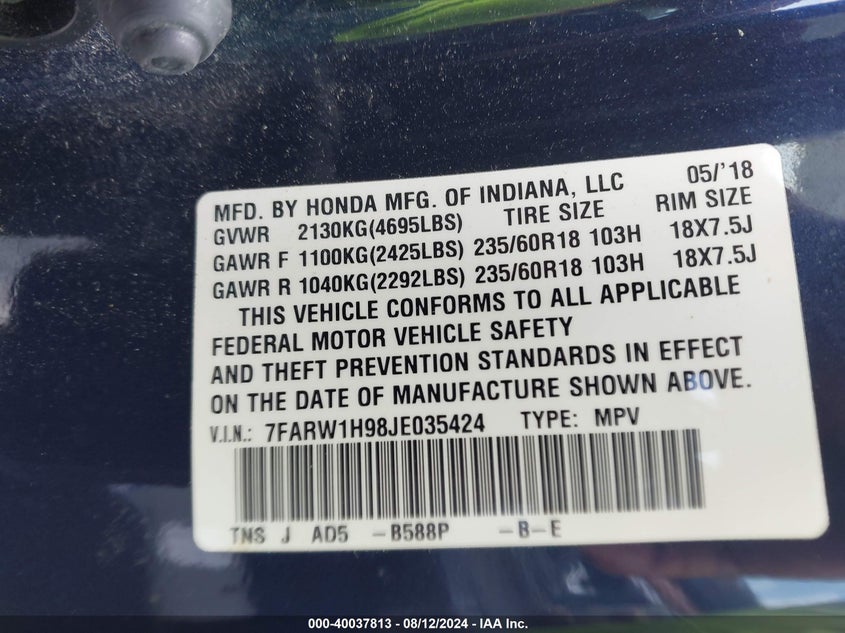 MFD. BY HONDA MFG. OF INDIANA, LLC 05/'18
GVWR 2130KG(4695LBS) TIRE SIZE RIM SIZE
GAWR F 1100KG(2425LBS) 235/60R18 103H 18X7.5J
GAWR R 1040KG(2292LBS) 235/60R18 103H 18X7.5J
THIS VEHICLE CONFORMS TO ALL APPLICABLE
FEDERAL MOTOR VEHICLE SAFETY
AND THEFT PREVENTION STANDARDS IN EFFECT
ON THE DATE OF MANUFACTURE SHOWN ABOVE.
V.I.N.: 7FARW1H98JE035424 TYPE: MPV
TNS J AD5 -B588P -B-E
000-40037813 - 08/12/2024 - IAA Inc.